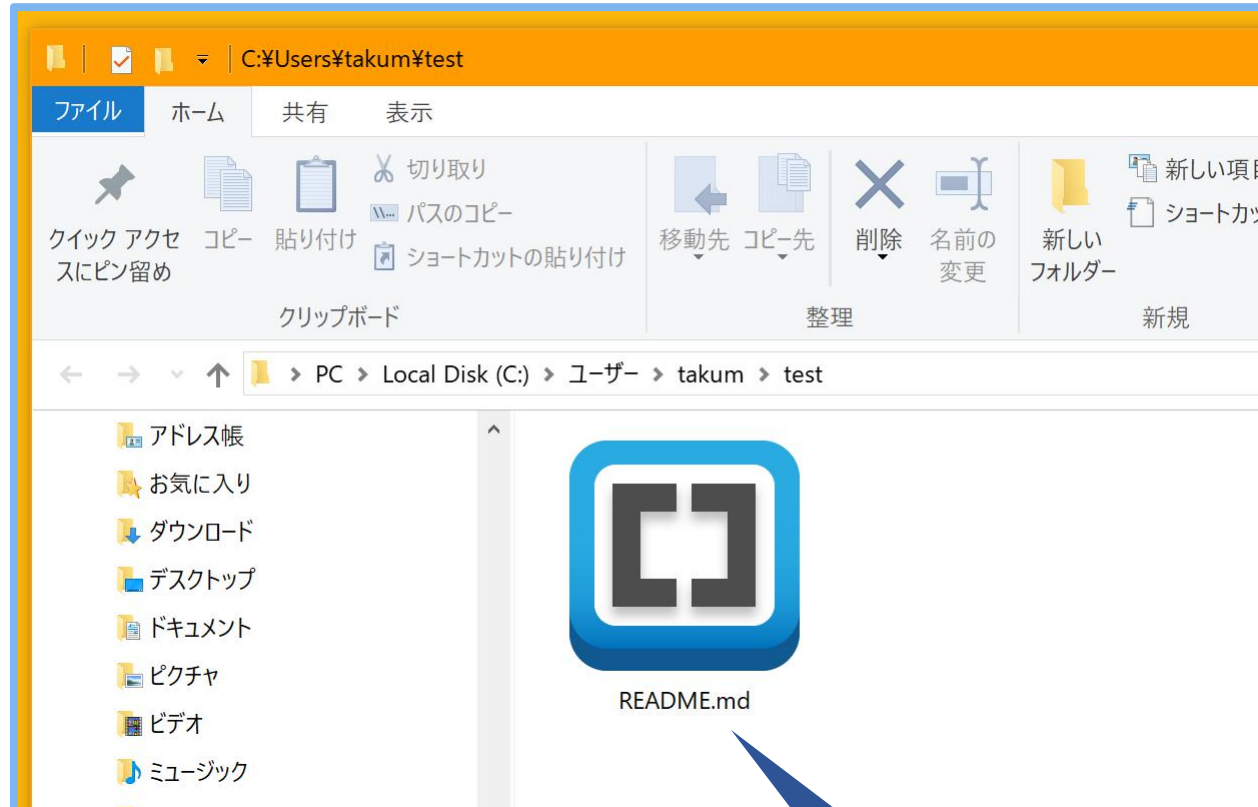 C:¥Users¥takum¥test
ファイル ホーム 共有 表示
クイック アクセ
スにピン留め
コピー
貼り付け
切り取り
パスのコピー
ショートカットの貼り付け
クリップボード
移動先
コピー先
削除
名前の
変更
整理
新しい
フォルダー
新しい項目
ショートカッ
新規
PC > Local Disk (C:) > ユーザー > takum > test
アドレス帳
お気に入り
ダウンロード
デスクトップ
ドキュメント
ピクチャ
ビデオ
ミュージック
README.md